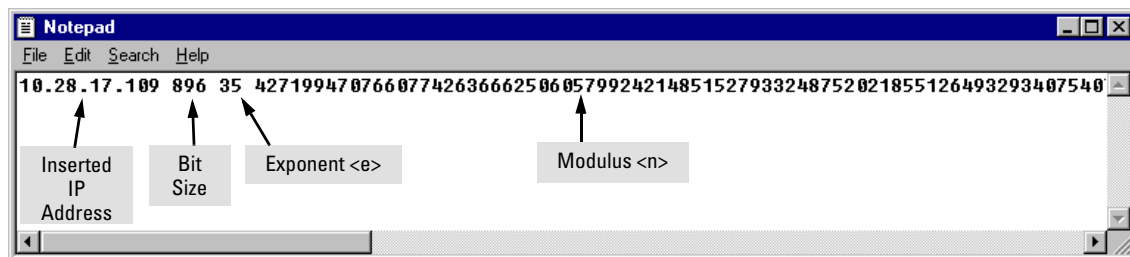 Notepad
File Edit Search Help
10.28.17.109 896 35 427199470766077426366625060579924214851527933248752021855126493293407540
Inserted
IP
Address
Bit
Size
Exponent <e>
Modulus <n>